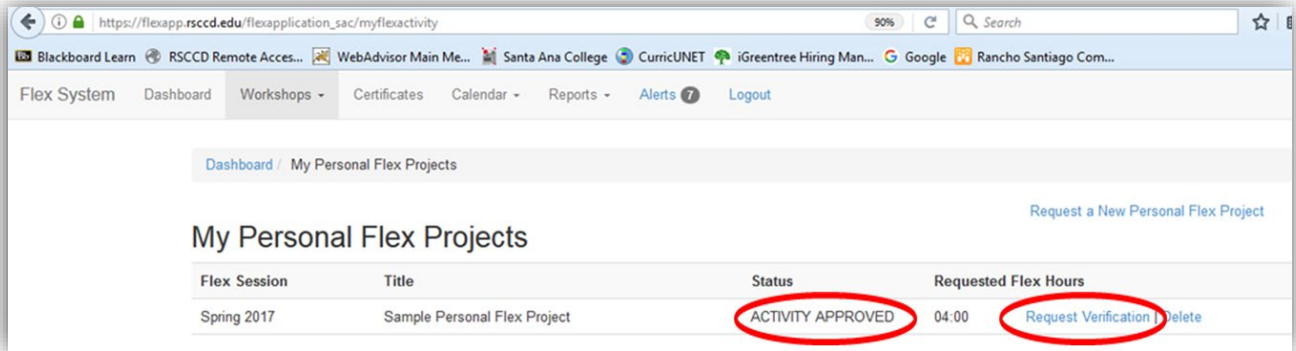 https://flexapp.rsccd.edu/flexapplication_sac/myflexactivity 90% Search
Blackboard Learn RSCCD Remote Acces... WebAdvisor Main Me... Santa Ana College CurricUNET iGreentree Hiring Man... Google Rancho Santiago Com...
Flex System Dashboard Workshops Certificates Calendar Reports Alerts 7 Logout
Dashboard / My Personal Flex Projects
Request a New Personal Flex Project
My Personal Flex Projects
Flex Session Title Status Requested Flex Hours
Spring 2017 Sample Personal Flex Project ACTIVITY APPROVED 04:00 Request Verification | Delete